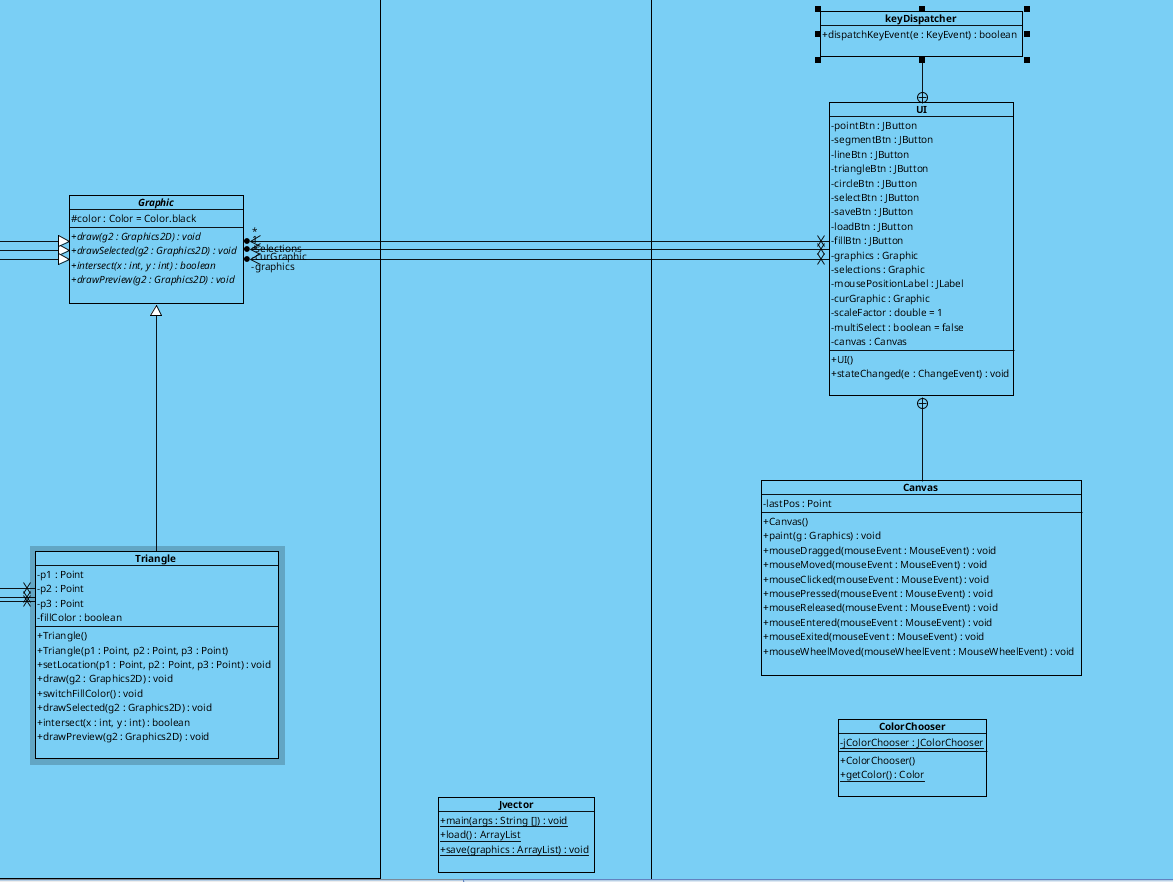 keyDispatcher
+dispatchKeyEvent(e : KeyEvent) : boolean
UI
-pointBtn : JButton
-segmentBtn : JButton
-lineBtn : JButton
-triangleBtn : JButton
-circleBtn : JButton
-selectBtn : JButton
-saveBtn : JButton
-loadBtn : JButton
-fillBtn : JButton
-graphics : Graphic
-selections : Graphic
-mousePositionLabel : JLabel
-curGraphic : Graphic
-scaleFactor : double = 1
-multiSelect : boolean = false
-canvas : Canvas
+UI()
+stateChanged(e : ChangeEvent) : void
Graphic
#color : Color = Color.black
+draw(g2 : Graphics2D) : void
+drawSelected(g2 : Graphics2D) : void
+intersect(x : int, y : int) : boolean
+drawPreview(g2 : Graphics2D) : void
*
-selections
-curGraphic
-graphics
Canvas
-lastPos : Point
+Canvas()
+paint(g : Graphics) : void
+mouseDragged(mouseEvent : MouseEvent) : void
+mouseMoved(mouseEvent : MouseEvent) : void
+mouseClicked(mouseEvent : MouseEvent) : void
+mousePressed(mouseEvent : MouseEvent) : void
+mouseReleased(mouseEvent : MouseEvent) : void
+mouseEntered(mouseEvent : MouseEvent) : void
+mouseExited(mouseEvent : MouseEvent) : void
+mouseWheelMoved(mouseWheelEvent : MouseWheelEvent) : void
Triangle
-p1 : Point
-p2 : Point
-p3 : Point
-fillColor : boolean
+Triangle()
+Triangle(p1 : Point, p2 : Point, p3 : Point)
+setLocation(p1 : Point, p2 : Point, p3 : Point) : void
+draw(g2 : Graphics2D) : void
+switchFillColor() : void
+drawSelected(g2 : Graphics2D) : void
+intersect(x : int, y : int) : boolean
+drawPreview(g2 : Graphics2D) : void
ColorChooser
-jColorChooser : JColorChooser
+ColorChooser()
+getColor() : Color
Jvector
+main(args : String []) : void
+load() : ArrayList
+save(graphics : ArrayList) : void